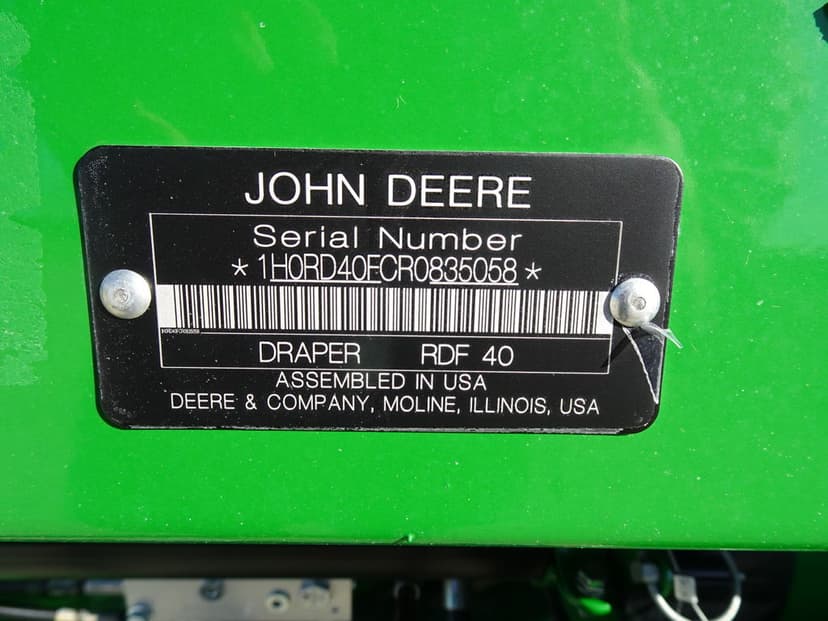 JOHN DEERE
Serial Number
*1H0RD40FCR0835058*
DRAPER RDF 40
ASSEMBLED IN USA
DEERE & COMPANY, MOLINE, ILLINOIS, USA